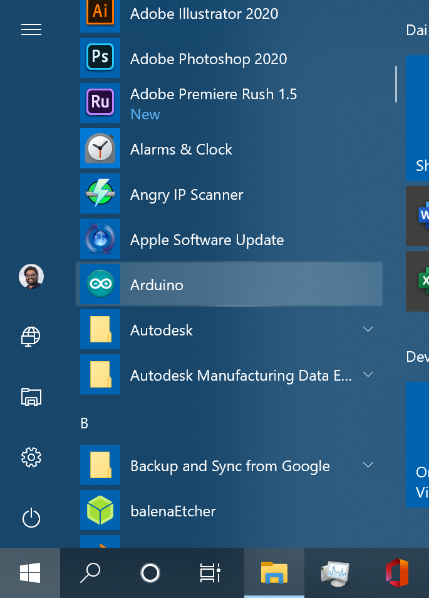 Adobe Illustrator 2020
Dai
Adobe Photoshop 2020
Adobe Premiere Rush 1.5
New
Alarms & Clock
Sh
Angry IP Scanner
Apple Software Update
Arduino
Autodesk
Dev
Autodesk Manufacturing Data E...
B
Backup and Sync from Google
On
Vi
balenaEtcher
Ai
Ps
Ru